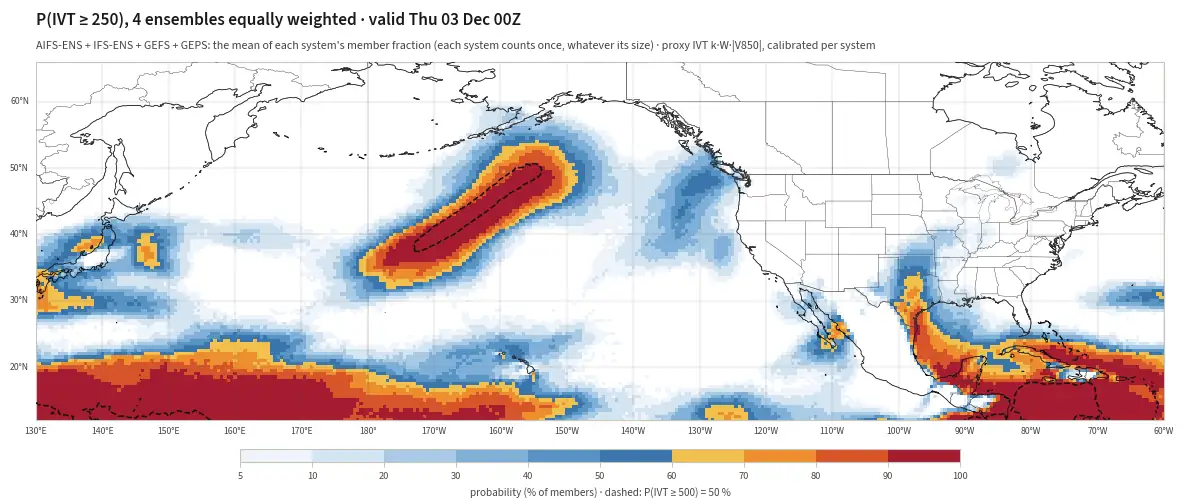 P(IVT ≥ 250), 4 ensembles equally weighted · valid Thu 03 Dec 00Z
AIFS-ENS + IFS-ENS + GEFS + GEPS: the mean of each system's member fraction (each system counts once, whatever its size) · proxy IVT k·W·|V850|, calibrated per system
60°N
50°N
40°N
30°N
20°N
130°E 140°E 150°E 160°E 170°E 180° 170°W 160°W 150°W 140°W 130°W 120°W 110°W 100°W 90°W 80°W 70°W 60°W
5 10 20 30 40 50 60 70 80 90 100
probability (% of members) · dashed: P(IVT ≥ 500) = 50 %